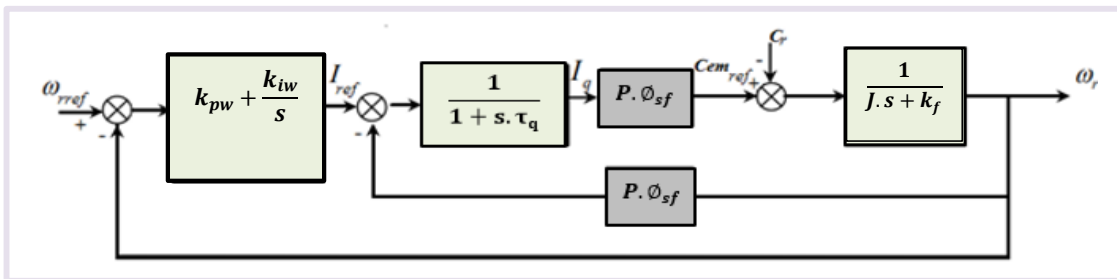 ω_rref
+
-
k_pw + k_iw/s
I_ref
-
1/(1 + s.τ_q)
I_q
P.∅_sf
Cem_ref
+
C_r
-
1/(J.s + k_f)
ω_r
P.∅_sf